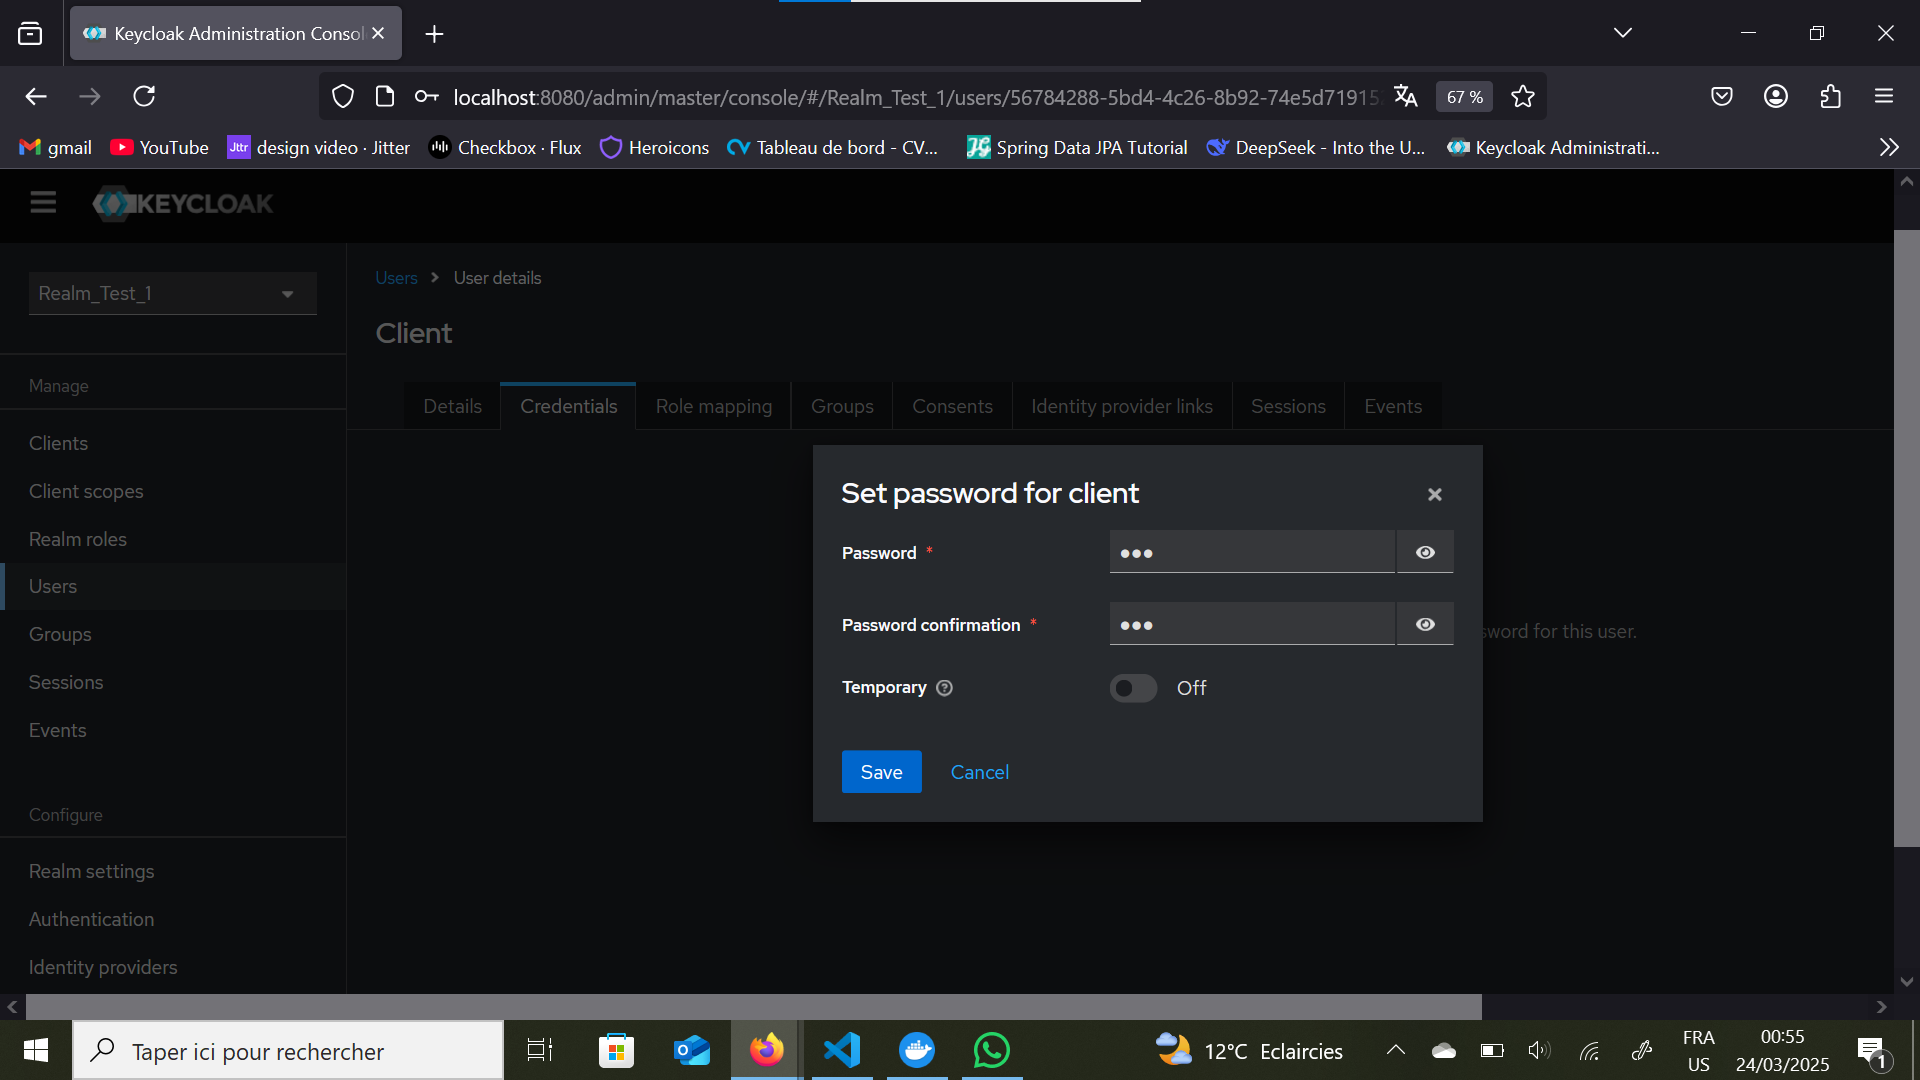 Keycloak Administration Consol
localhost:8080/admin/master/console/#/Realm_Test_1/users/56784288-5bd4-4c26-8b92-74e5d71915
67 %
gmail
YouTube
Jttr design video · Jitter
Checkbox · Flux
Heroicons
Tableau de bord - CV...
Spring Data JPA Tutorial
DeepSeek - Into the U...
Keycloak Administrati...
KEYCLOAK
Realm_Test_1
Manage
Clients
Client scopes
Realm roles
Users
Groups
Sessions
Events
Configure
Realm settings
Authentication
Identity providers
Users > User details
Client
Details
Credentials
Role mapping
Groups
Consents
Identity provider links
Sessions
Events
Set password for client
Password *
Password confirmation *
Temporary
Off
Save
Cancel
sword for this user.
Taper ici pour rechercher
12°C Eclaircies
FRA
US
00:55
24/03/2025
1